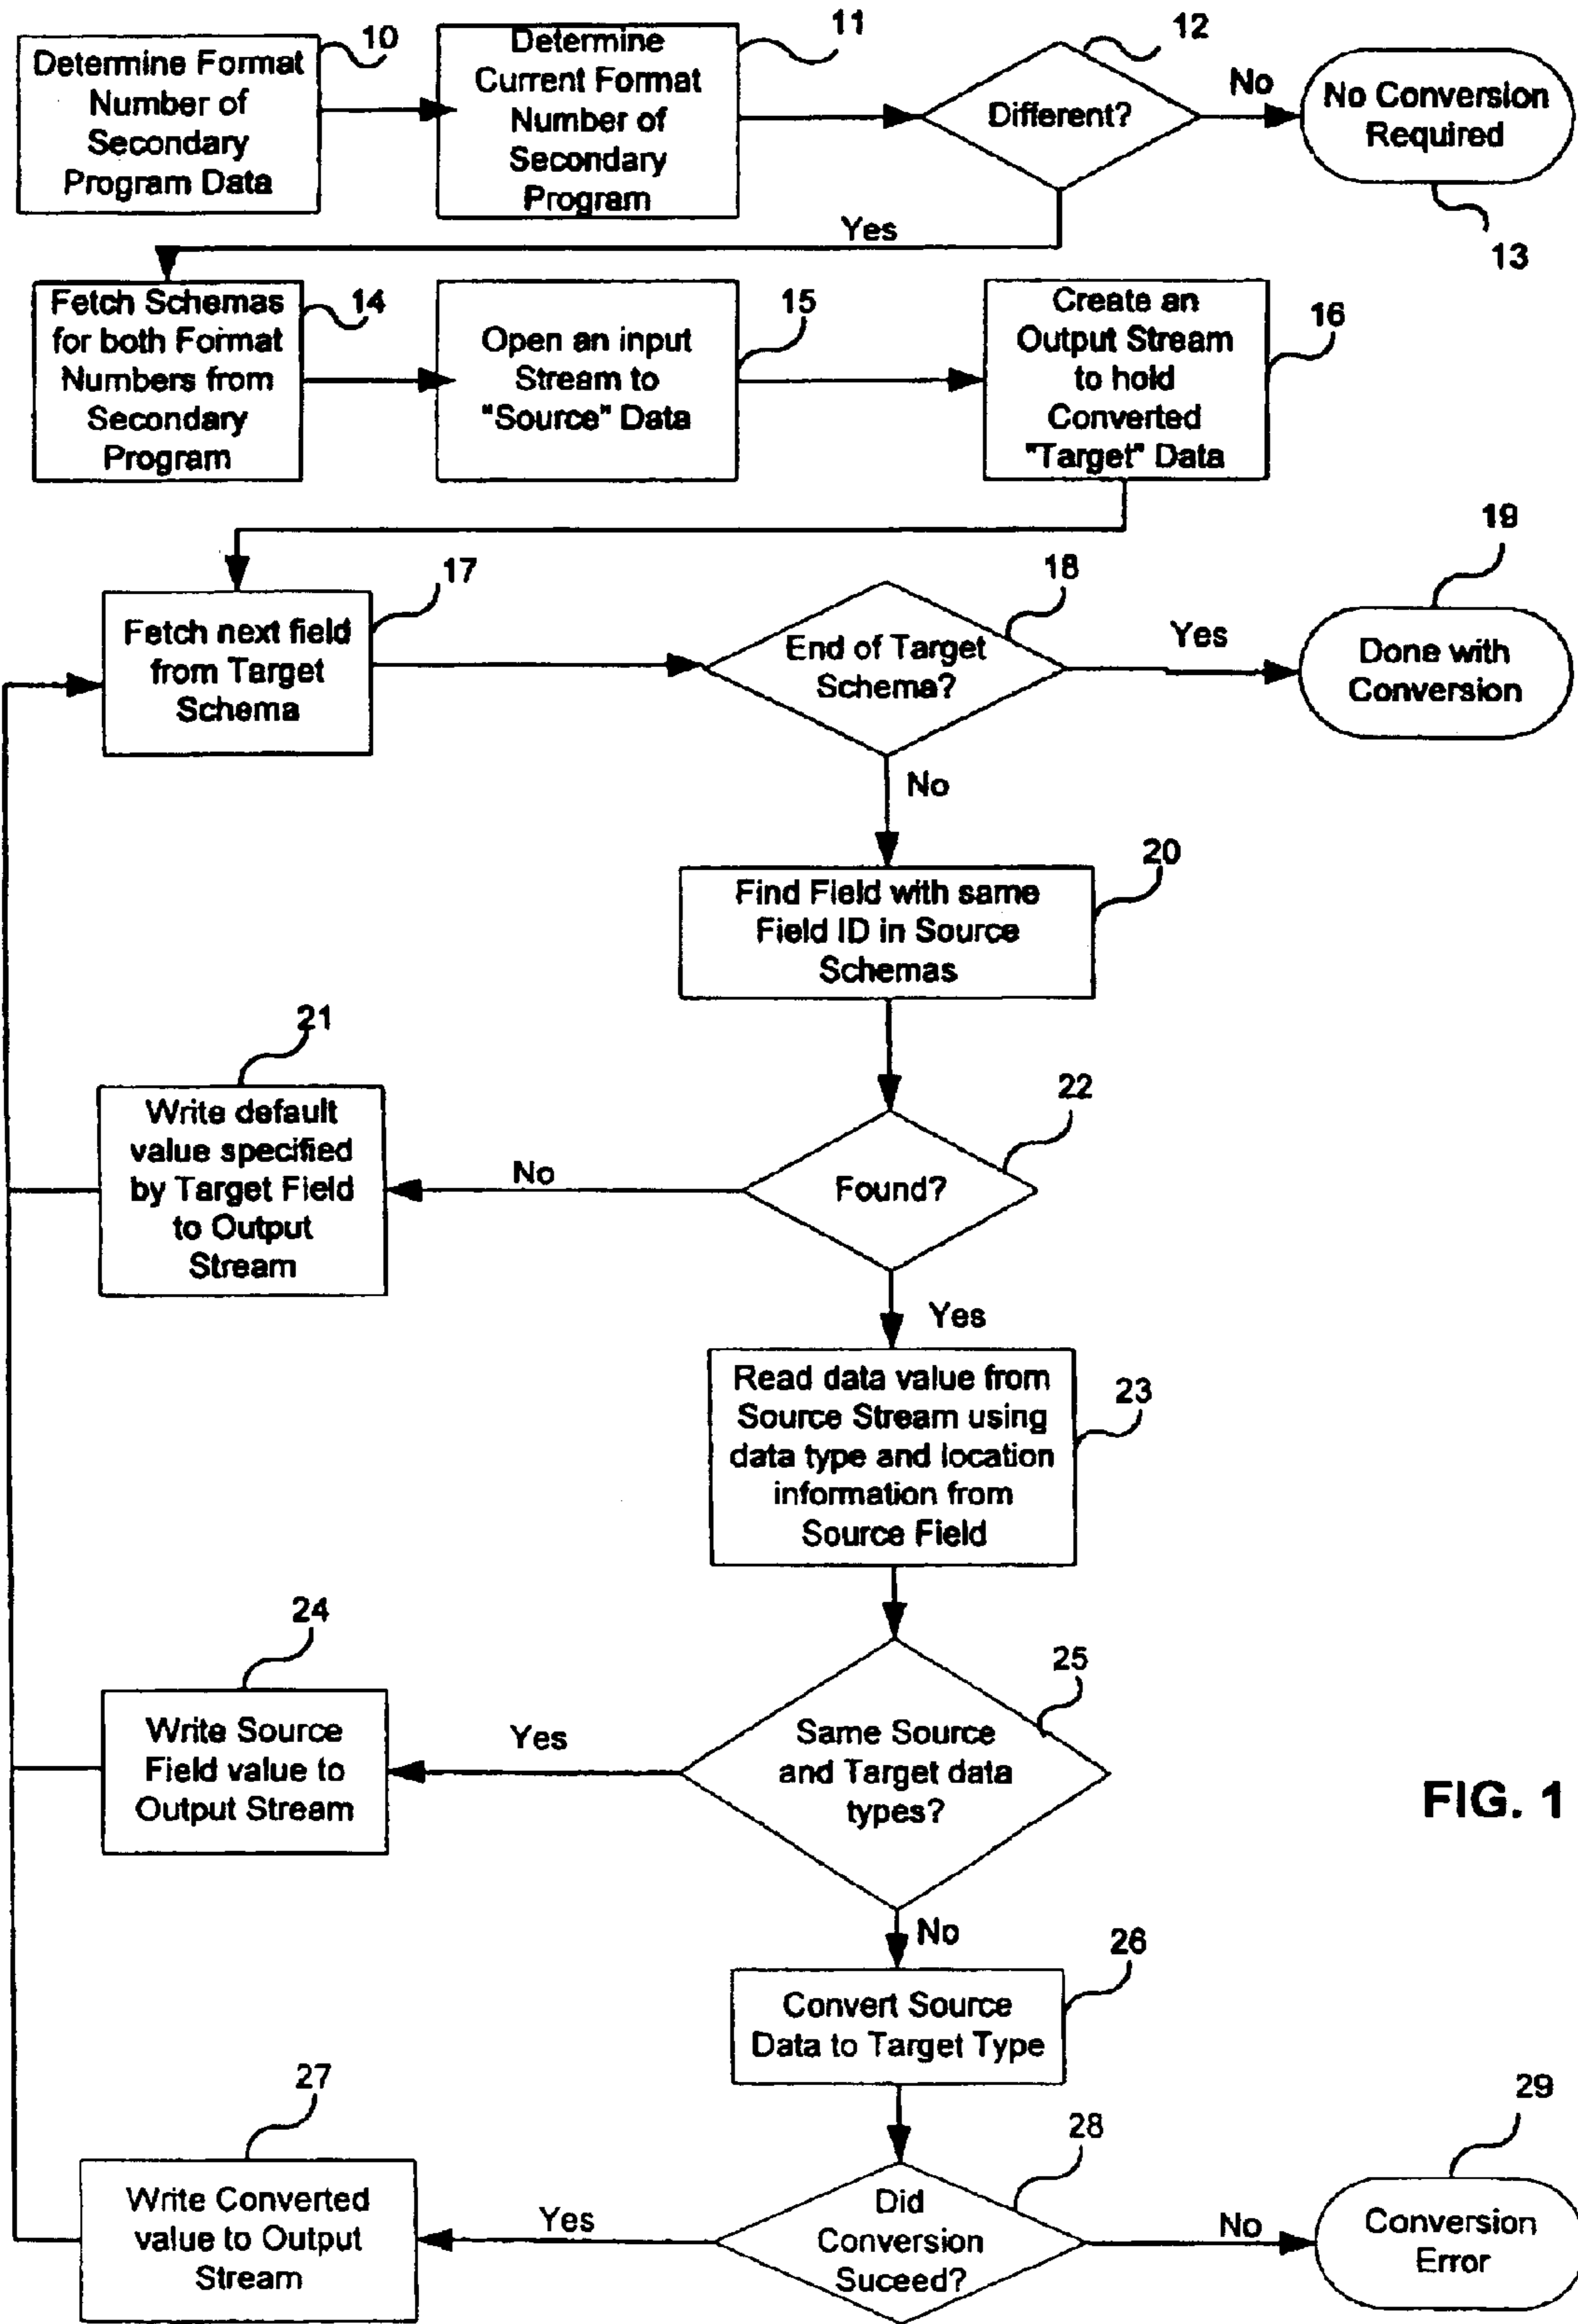 10
Determine Format
Number of
Secondary
Program Data
11
Determine
Current Format
Number of
Secondary
Program
12
Different?
No
No Conversion
Required
13
Yes
14
Fetch Schemas
for both Format
Numbers from
Secondary
Program
15
Open an input
Stream to
"Source" Data
16
Create an
Output Stream
to hold
Converted
"Target" Data
17
Fetch next field
from Target
Schema
18
End of Target
Schema?
Yes
19
Done with
Conversion
No
20
Find Field with same
Field ID in Source
Schemas
21
Write default
value specified
by Target Field
to Output
Stream
No
22
Found?
Yes
23
Read data value from
Source Stream using
data type and location
information from
Source Field
24
Write Source
Field value to
Output Stream
Yes
25
Same Source
and Target data
types?
FIG. 1
No
26
Convert Source
Data to Target Type
27
Write Converted
value to Output
Stream
Yes
28
Did
Conversion
Suceed?
No
29
Conversion
Error